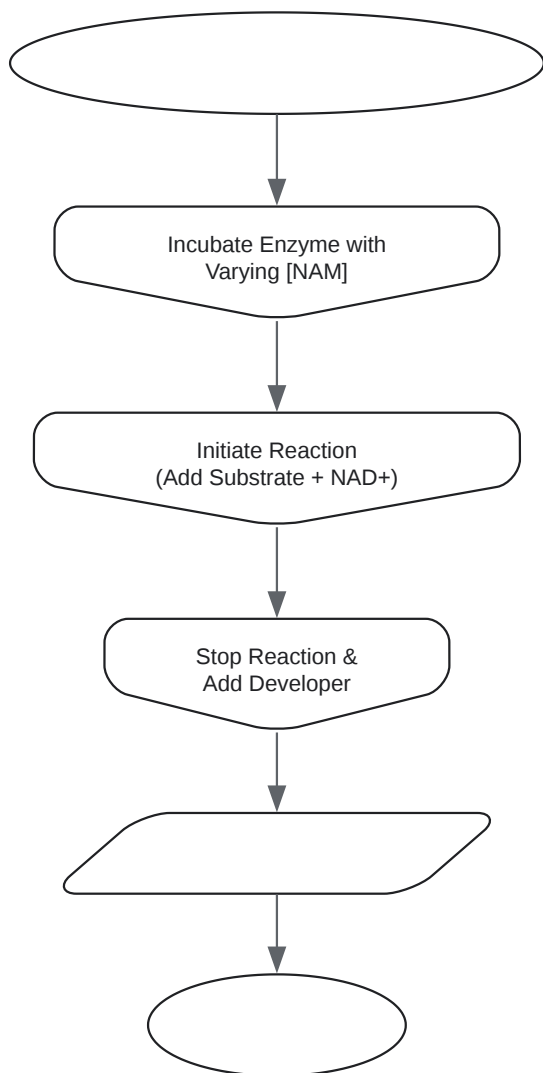 Incubate Enzyme with
Varying [NAM]
Initiate Reaction
(Add Substrate + NAD+)
Stop Reaction &
Add Developer